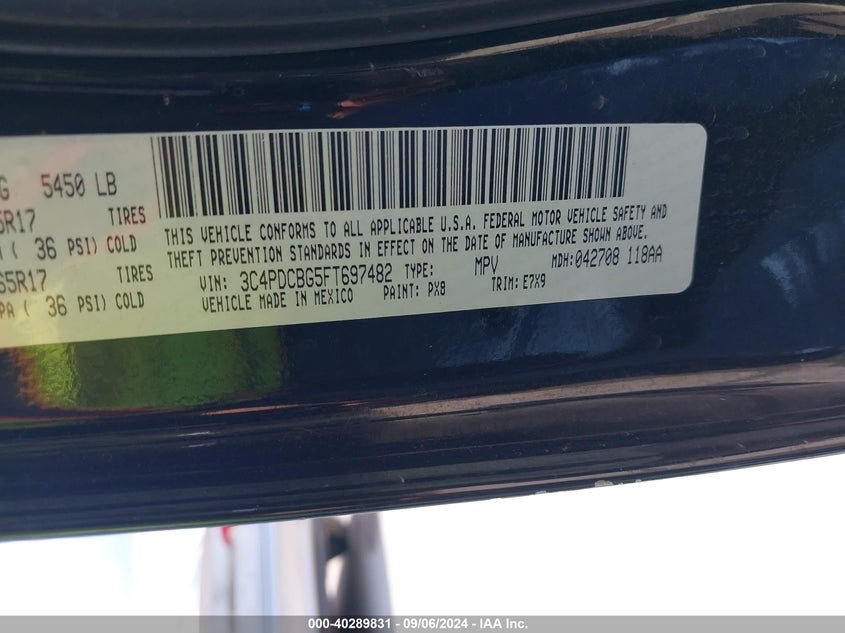 G 5450 LB
5R17 TIRES
( 36 PSI) COLD
65R17 TIRES
PA ( 36 PSI) COLD
THIS VEHICLE CONFORMS TO ALL APPLICABLE U.S.A. FEDERAL MOTOR VEHICLE SAFETY AND
THEFT PREVENTION STANDARDS IN EFFECT ON THE DATE OF MANUFACTURE SHOWN ABOVE.
VIN: 3C4PDCBG5FT697482 TYPE: MPV MDH:042708 118AA
VEHICLE MADE IN MEXICO PAINT: PX8 TRIM: E7X9
000-40289831 - 09/06/2024 - IAA Inc.